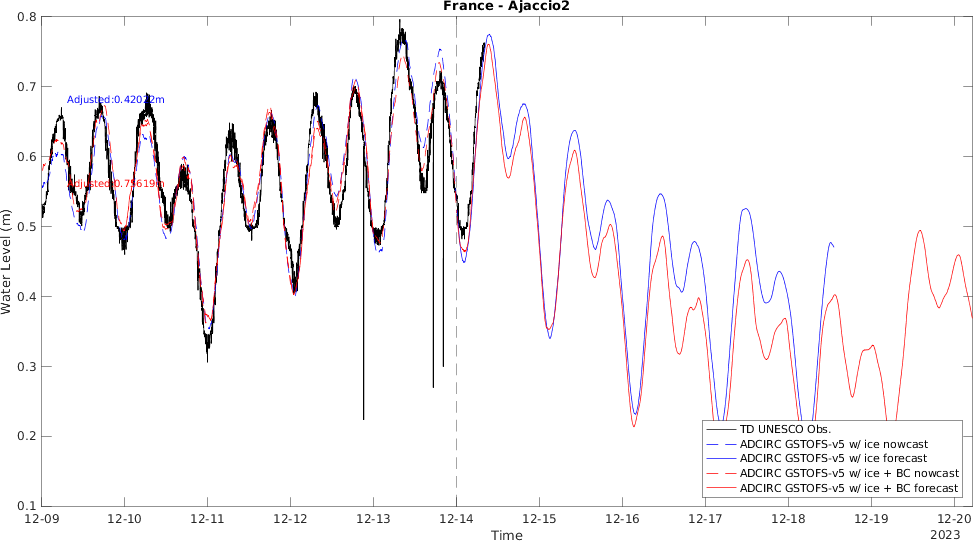 France - Ajaccio2
0.8
0.7
0.6
0.5
0.4
0.3
0.2
0.1
Water Level (m)
Adjusted:0.42022m
Adjusted:0.75619m
TD UNESCO Obs.
ADCIRC GSTOFS-v5 w/ ice nowcast
ADCIRC GSTOFS-v5 w/ ice forecast
ADCIRC GSTOFS-v5 w/ ice + BC nowcast
ADCIRC GSTOFS-v5 w/ ice + BC forecast
12-09 12-10 12-11 12-12 12-13 12-14 12-15 12-16 12-17 12-18 12-19 12-20
Time
2023